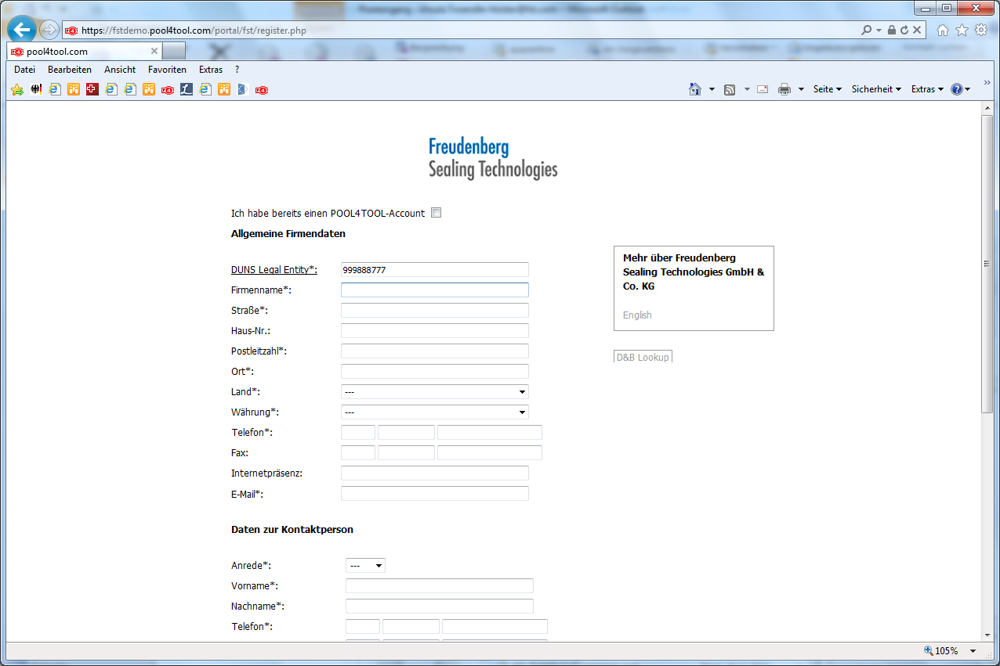 https://fstdemo.pool4tool.com/portal/fst/register.php
pool4tool.com
Datei Bearbeiten Ansicht Favoriten Extras ?
Seite Sicherheit Extras
Freudenberg
Sealing Technologies
Ich habe bereits einen POOL4TOOL-Account
Allgemeine Firmendaten
DUNS Legal Entity*: 999888777
Firmenname*:
Straße*:
Haus-Nr.:
Postleitzahl*:
Ort*:
Land*: ---
Währung*: ---
Telefon*:
Fax:
Internetpräsenz:
E-Mail*:
Mehr über Freudenberg
Sealing Technologies GmbH &
Co. KG
English
D&B Lookup
Daten zur Kontaktperson
Anrede*: ---
Vorname*:
Nachname*:
Telefon*:
105%